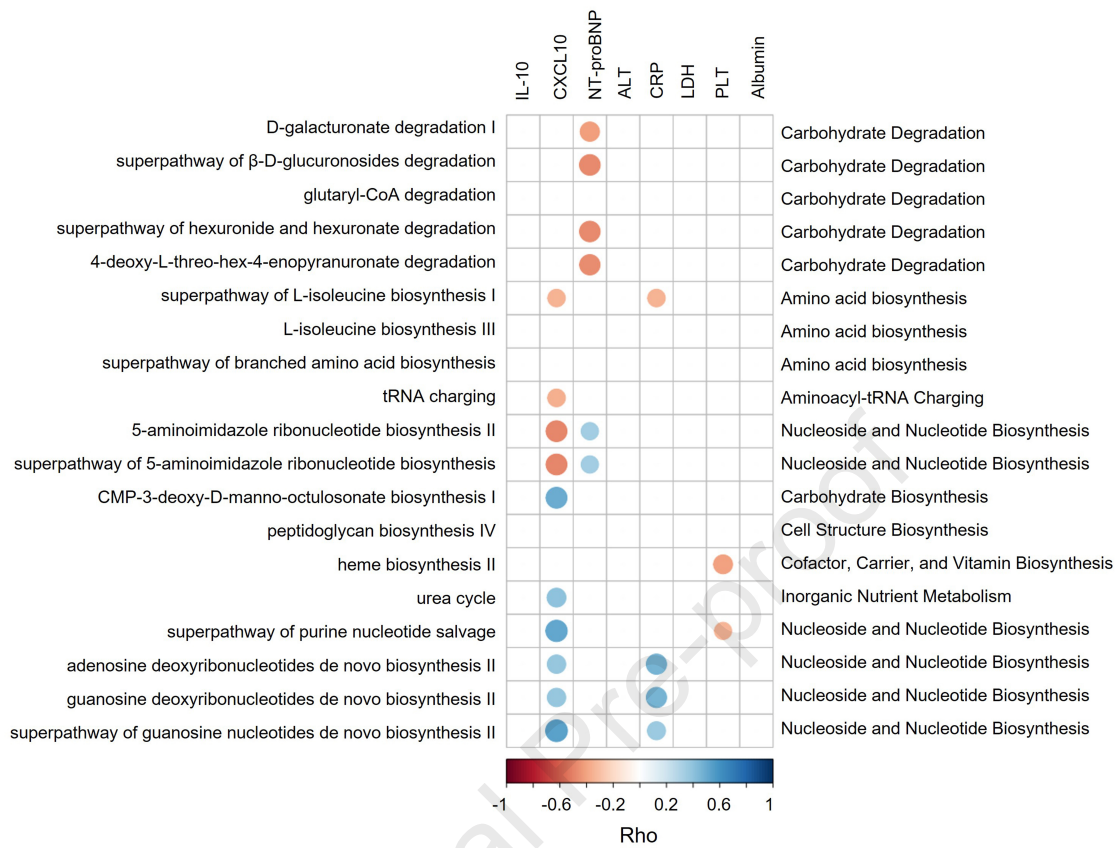 IL-10 CXCL10 NT-proBNP ALT CRP LDH PLT Albumin
D-galacturonate degradation I Carbohydrate Degradation
superpathway of β-D-glucuronosides degradation Carbohydrate Degradation
glutaryl-CoA degradation Carbohydrate Degradation
superpathway of hexuronide and hexuronate degradation Carbohydrate Degradation
4-deoxy-L-threo-hex-4-enopyranuronate degradation Carbohydrate Degradation
superpathway of L-isoleucine biosynthesis I Amino acid biosynthesis
L-isoleucine biosynthesis III Amino acid biosynthesis
superpathway of branched amino acid biosynthesis Amino acid biosynthesis
tRNA charging Aminoacyl-tRNA Charging
5-aminoimidazole ribonucleotide biosynthesis II Nucleoside and Nucleotide Biosynthesis
superpathway of 5-aminoimidazole ribonucleotide biosynthesis Nucleoside and Nucleotide Biosynthesis
CMP-3-deoxy-D-manno-octulosonate biosynthesis I Carbohydrate Biosynthesis
peptidoglycan biosynthesis IV Cell Structure Biosynthesis
heme biosynthesis II Cofactor, Carrier, and Vitamin Biosynthesis
urea cycle Inorganic Nutrient Metabolism
superpathway of purine nucleotide salvage Nucleoside and Nucleotide Biosynthesis
adenosine deoxyribonucleotides de novo biosynthesis II Nucleoside and Nucleotide Biosynthesis
guanosine deoxyribonucleotides de novo biosynthesis II Nucleoside and Nucleotide Biosynthesis
superpathway of guanosine nucleotides de novo biosynthesis II Nucleoside and Nucleotide Biosynthesis
-1 -0.6 -0.2 0.2 0.6 1
Rho
al Pre-proof